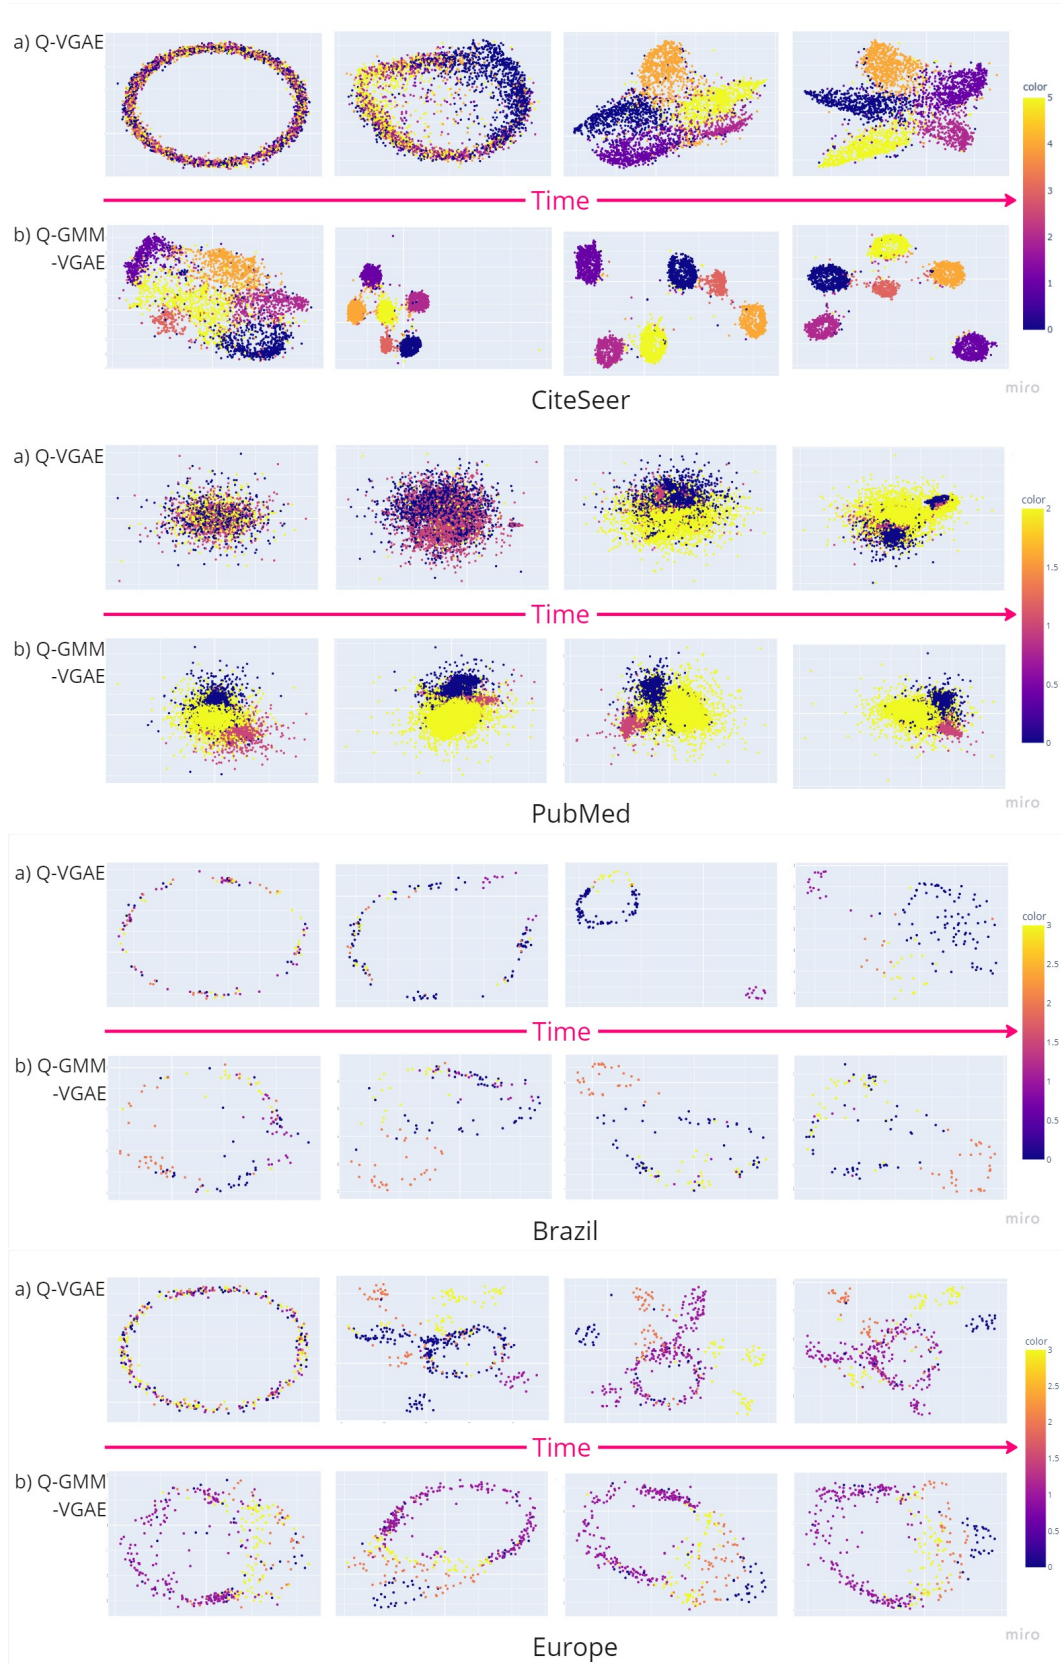 a) Q-VGAE
color
5
4
3
2
1
0
Time
b) Q-GMM
-VGAE
miro
CiteSeer
a) Q-VGAE
color
2
1.5
1
0.5
0
Time
b) Q-GMM
-VGAE
miro
PubMed
a) Q-VGAE
color
3
2.5
2
1.5
1
0.5
0
Time
b) Q-GMM
-VGAE
miro
Brazil
a) Q-VGAE
color
3
2.5
2
1.5
1
0.5
0
Time
b) Q-GMM
-VGAE
miro
Europe